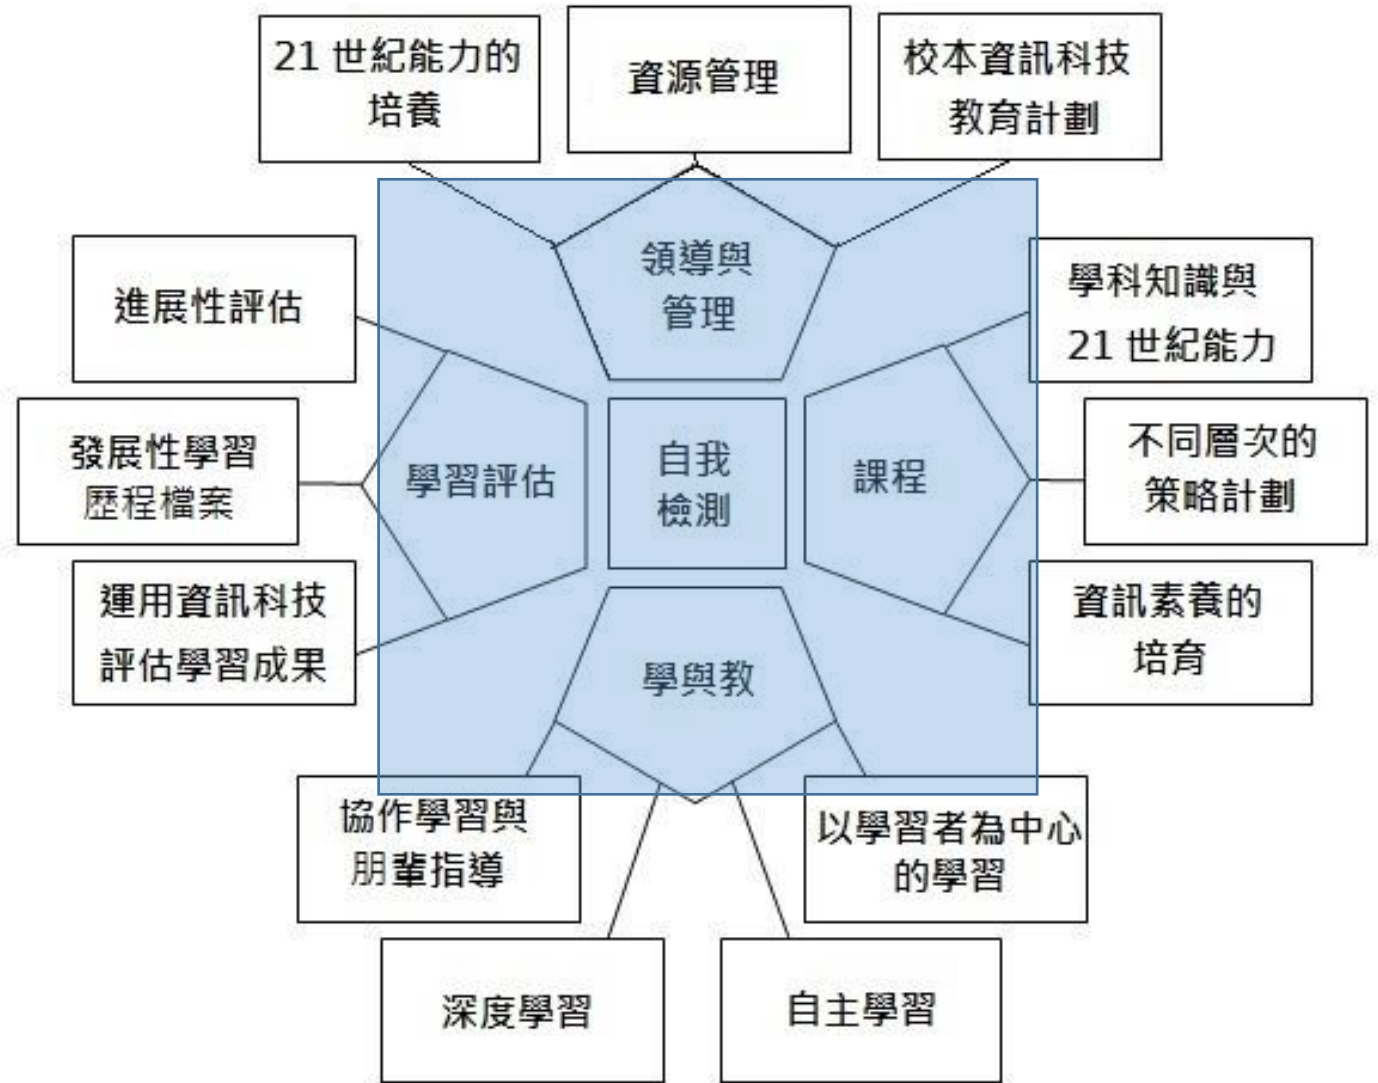 21 世紀能力的
培養
資源管理
校本資訊科技
教育計劃
領導與
管理
進展性評估
學科知識與
21 世紀能力
發展性學習
歷程檔案
學習評估
自我
檢測
課程
不同層次的
策略計劃
運用資訊科技
評估學習成果
資訊素養的
培育
學與教
協作學習與
朋輩指導
以學習者為中心
的學習
深度學習
自主學習